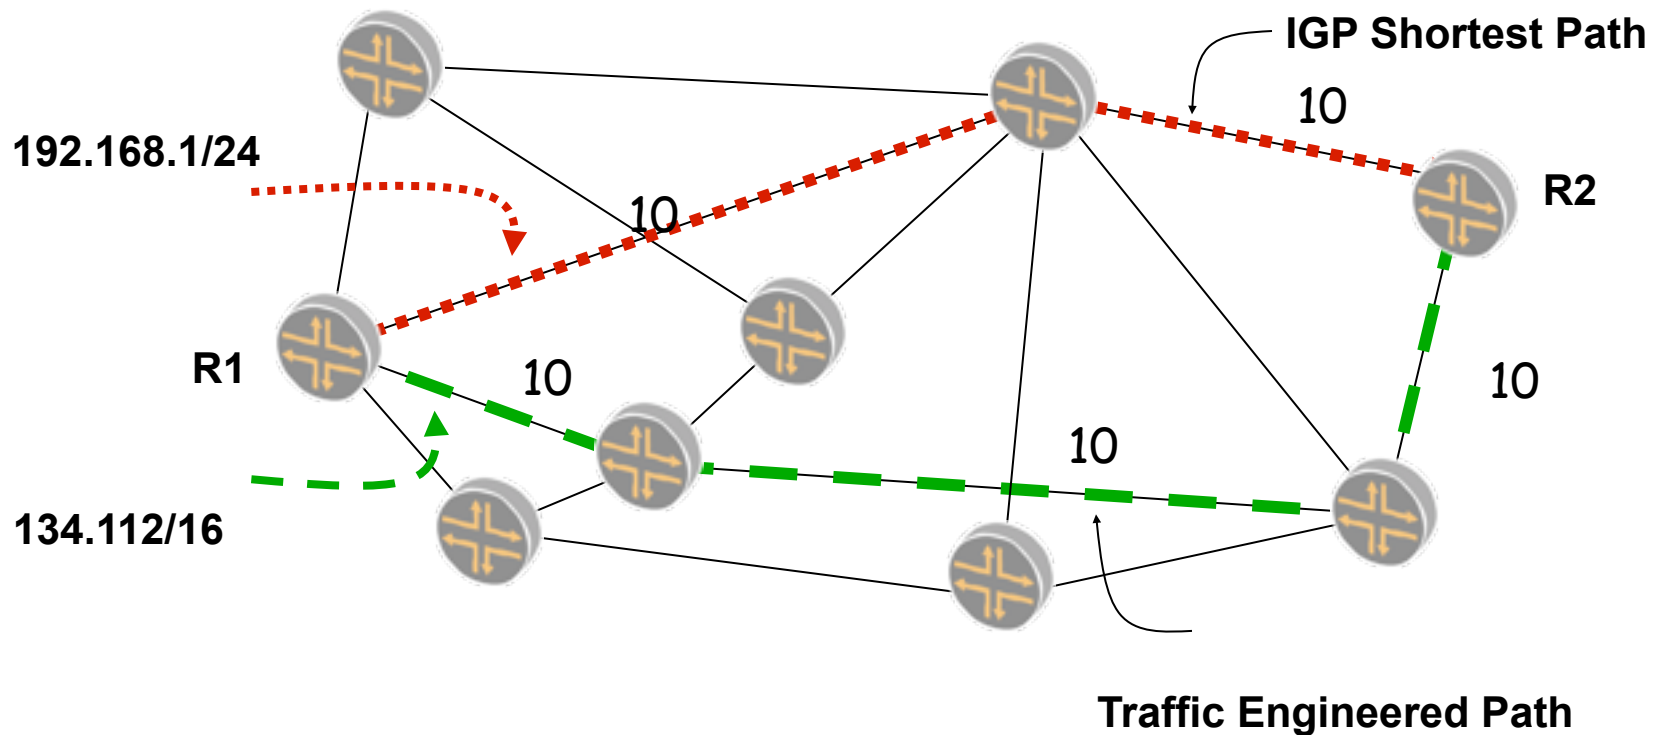 IGP Shortest Path
10
192.168.1/24
R2
10
R1
10
10
10
134.112/16
Traffic Engineered Path